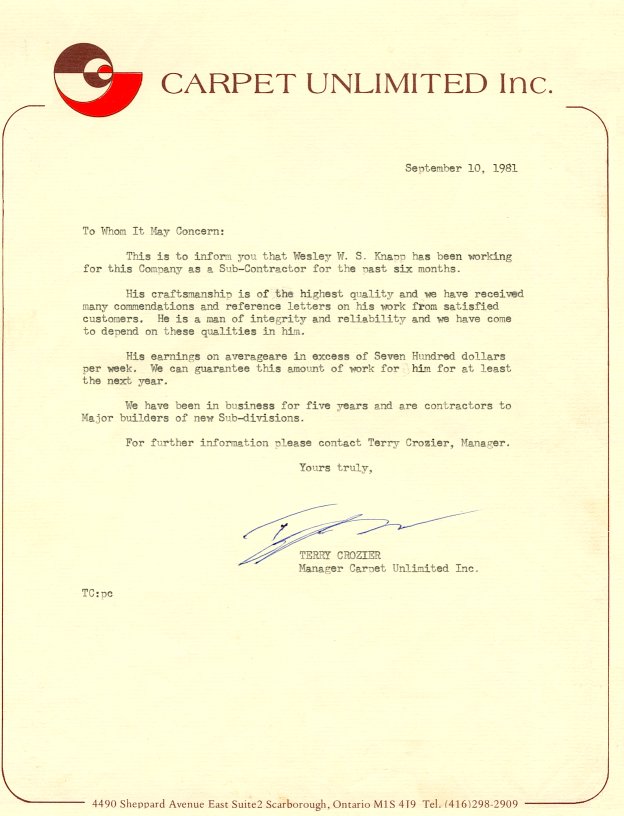 CARPET UNLIMITED Inc.
September 10, 1981
To Whom It May Concern:
This is to inform you that Wesley W. S. Knapp has been working
for this Company as a Sub-Contractor for the past six months.
His craftsmanship is of the highest quality and we have received
many commendations and reference letters on his work from satisfied
customers. He is a man of integrity and reliability and we have come
to depend on these qualities in him.
His earnings on averageare in excess of Seven Hundred dollars
per week. We can guarantee this amount of work for him for at least
the next year.
We have been in business for five years and are contractors to
Major builders of new Sub-divisions.
For further information please contact Terry Crozier, Manager.
Yours truly,
TERRY CROZIER
Manager Carpet Unlimited Inc.
TC:pc
4490 Sheppard Avenue East Suite2 Scarborough, Ontario M1S 4J9 Tel. (416)298-2909